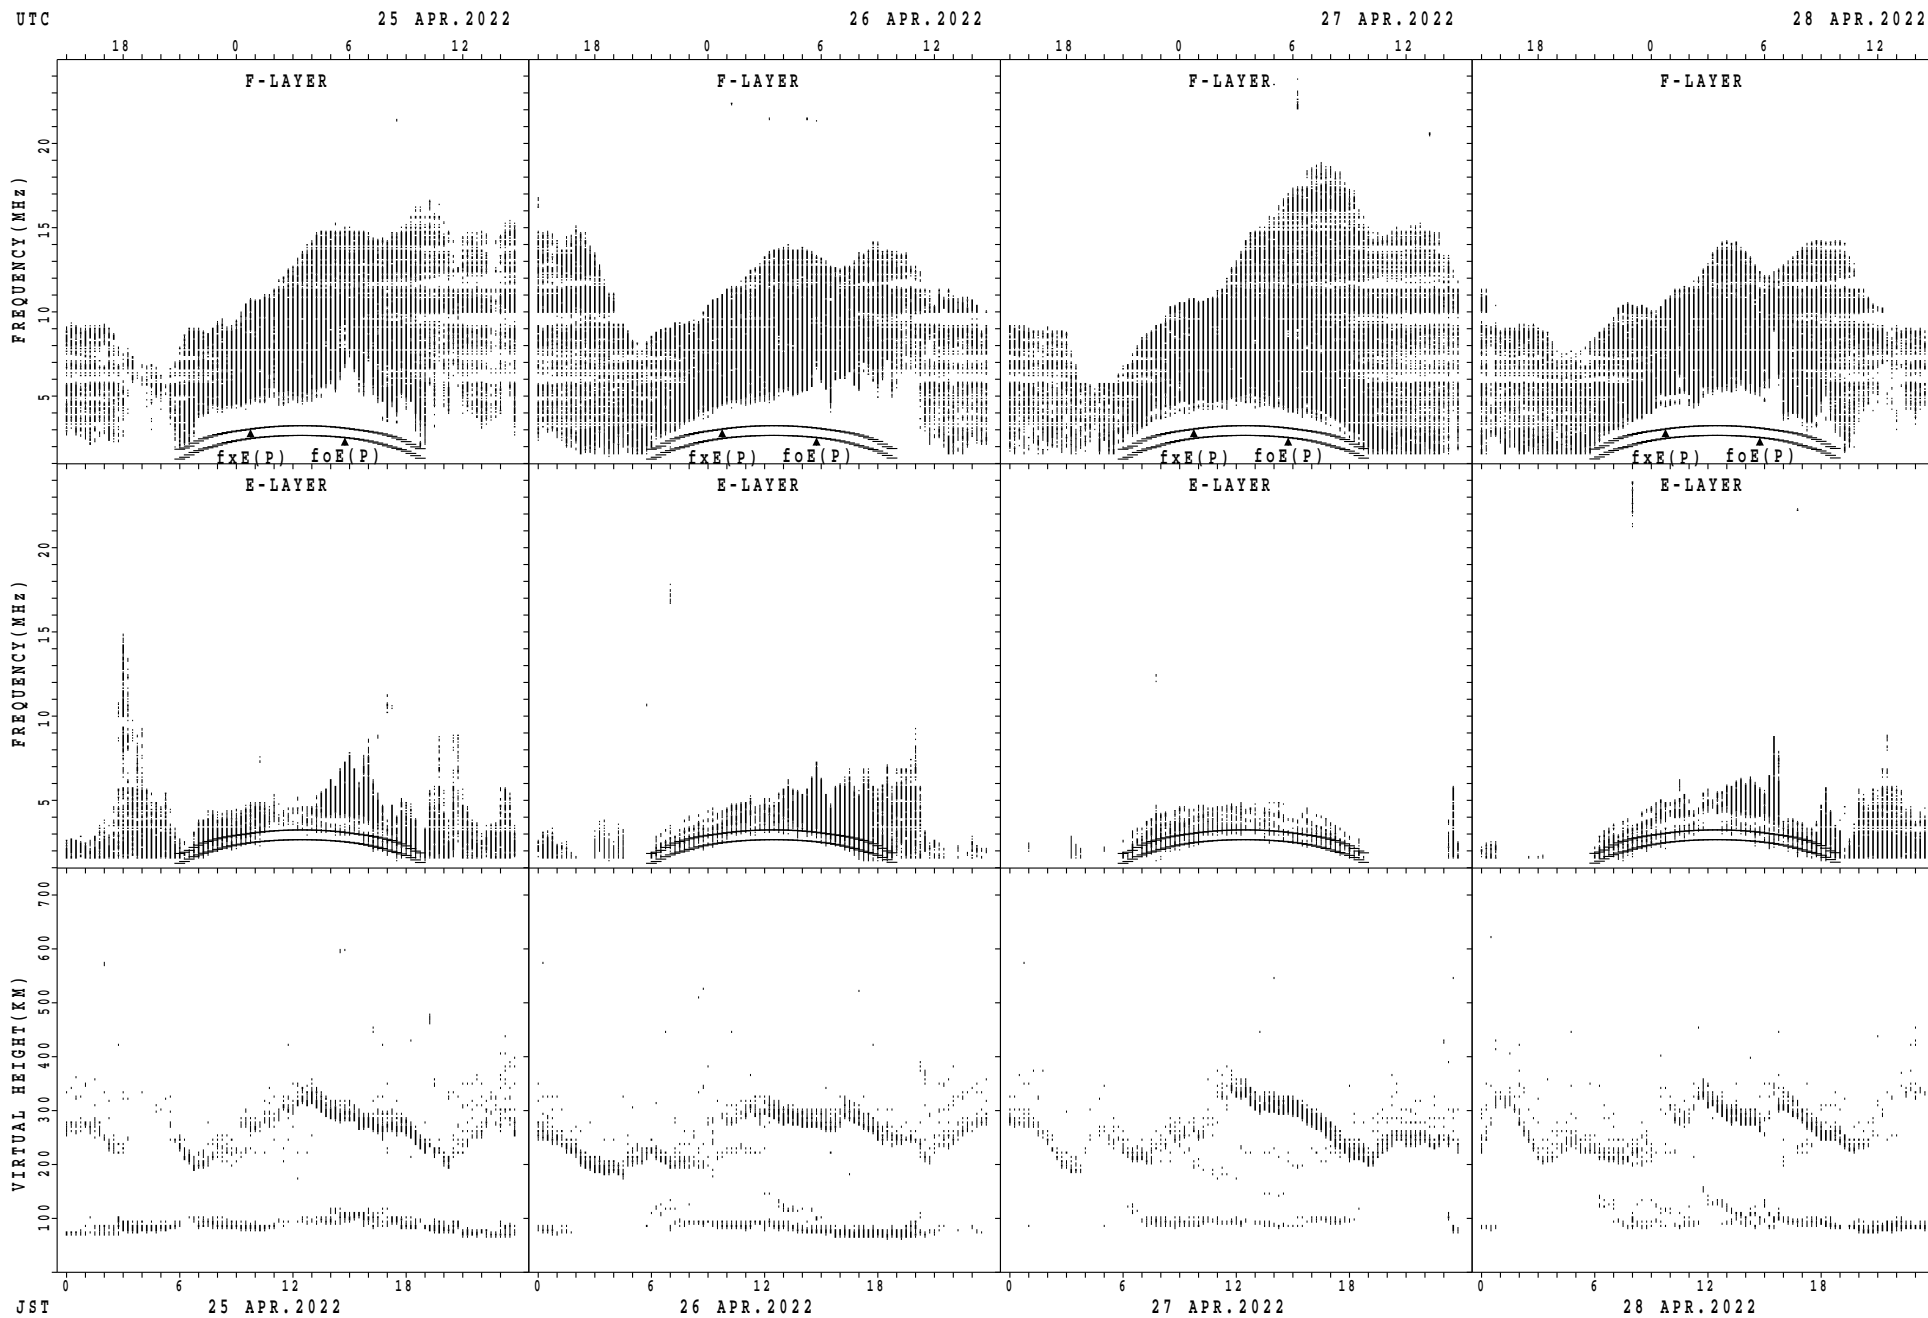 UTC 25 APR.2022 26 APR.2022 27 APR.2022 28 APR.2022
18 0 6 12 18 0 6 12 18 0 6 12 18 0 6 12
F-LAYER F-LAYER F-LAYER F-LAYER
FREQUENCY(MHz)
20
15
10
5
fxE(P) foE(P) fxE(P) foE(P) fxE(P) foE(P) fxE(P) foE(P)
E-LAYER E-LAYER E-LAYER E-LAYER
FREQUENCY(MHz)
20
15
10
5
VIRTUAL HEIGHT(KM)
700
600
500
400
300
200
100
0 6 12 18 0 6 12 18 0 6 12 18 0 6 12 18
JST 25 APR.2022 26 APR.2022 27 APR.2022 28 APR.2022